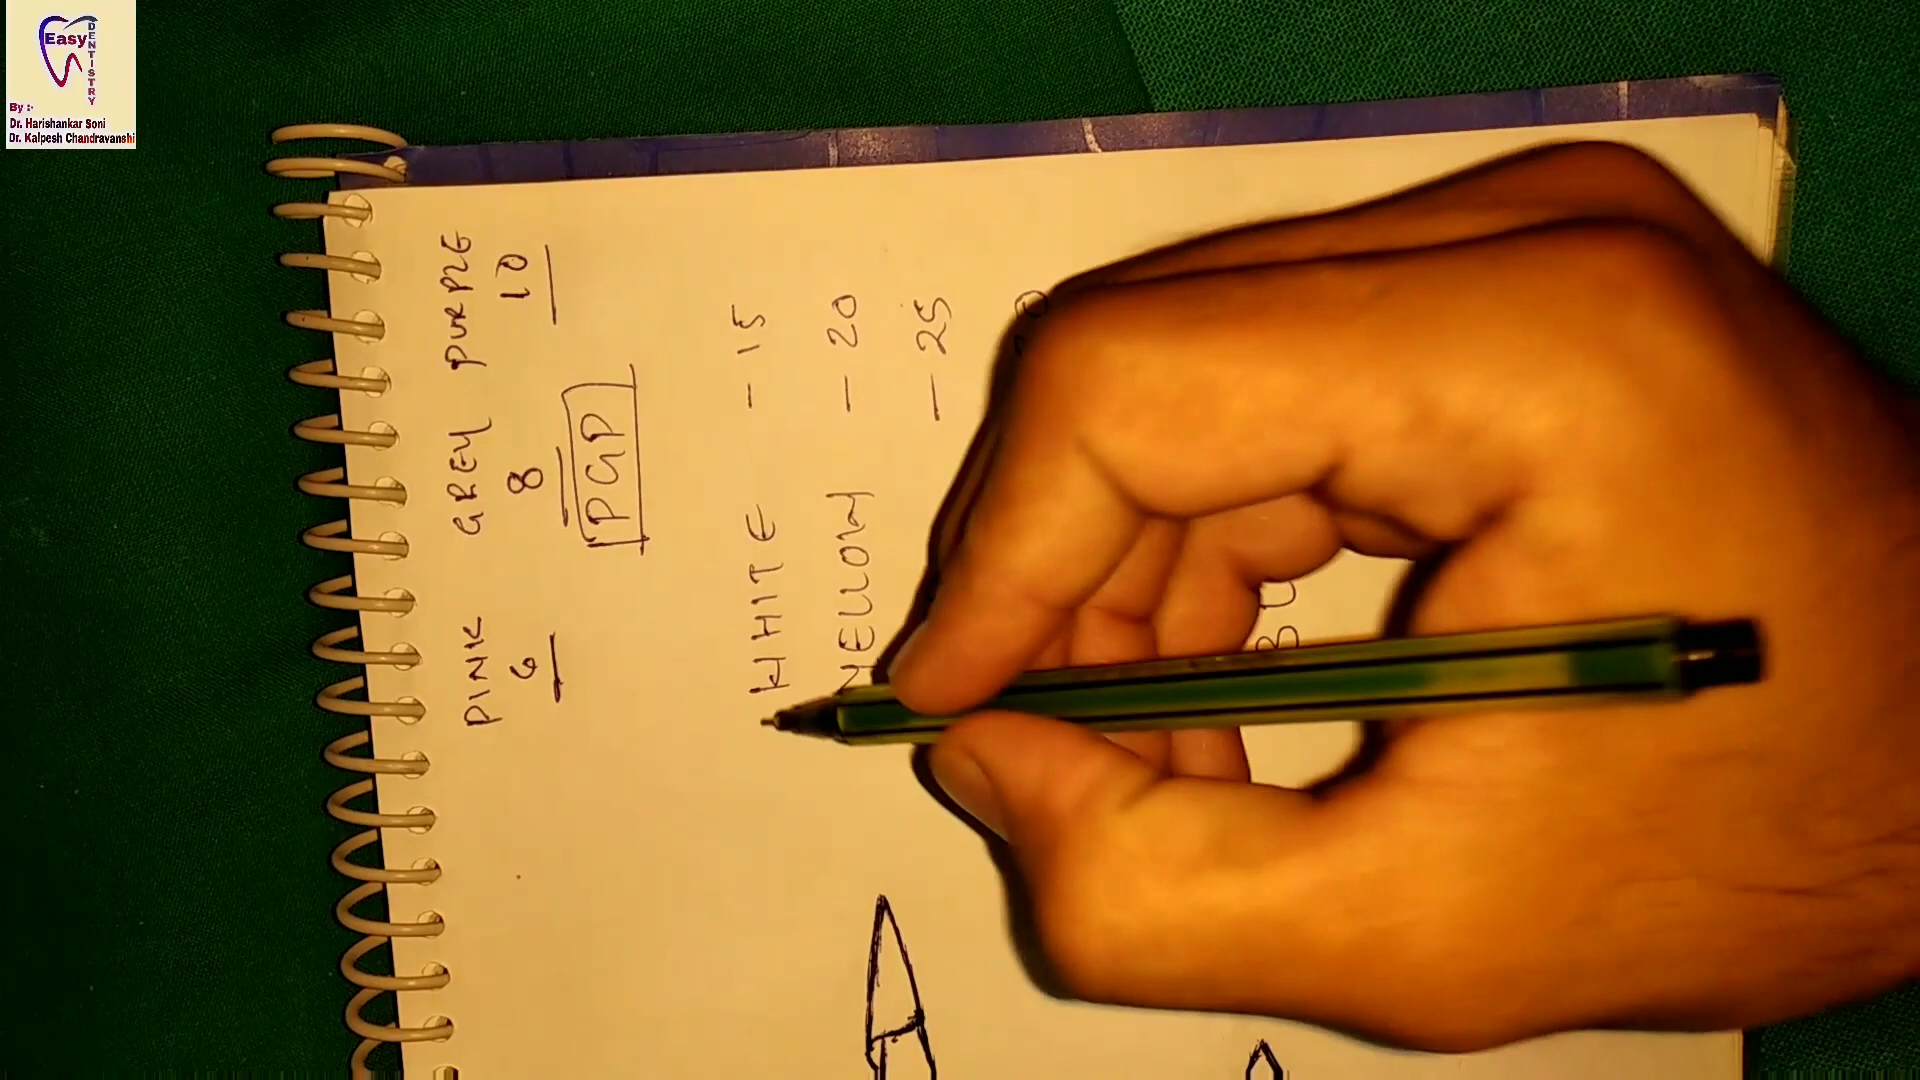 Easy
DENTISTRY
By :-
Dr. Harishankar Soni
Dr. Kalpesh Chandravanshi
PINK GREY PURPLE
6 8 10
PGP
WHITE - 15
YELLOW - 20
- 25